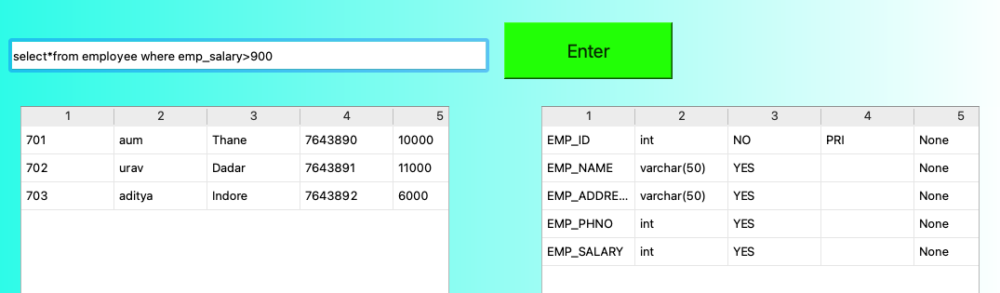 select*from employee where emp_salary>900
Enter
1 2 3 4 5
701 aum Thane 7643890 10000
702 urav Dadar 7643891 11000
703 aditya Indore 7643892 6000
1 2 3 4 5
EMP_ID int NO PRI None
EMP_NAME varchar(50) YES None
EMP_ADDRE... varchar(50) YES None
EMP_PHNO int YES None
EMP_SALARY int YES None